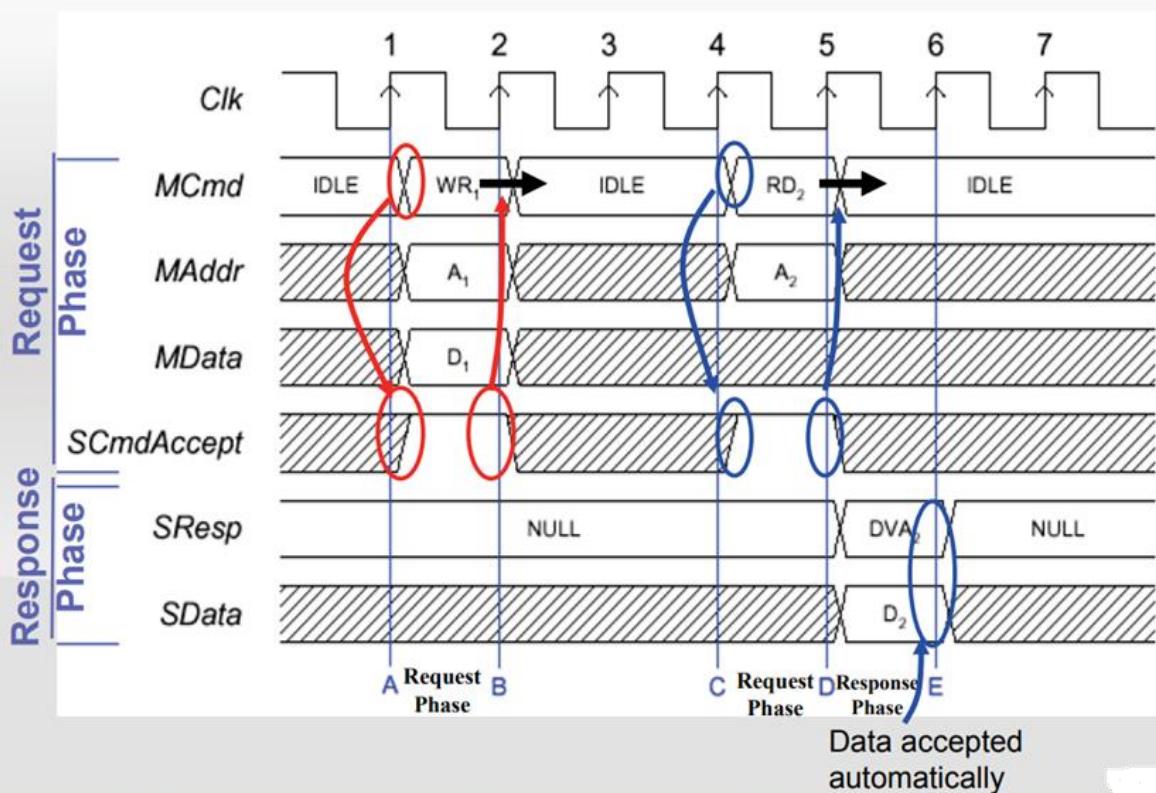 1 2 3 4 5 6 7
Clk
Request
Phase
MCmd IDLE WR₁ IDLE RD₂ IDLE
MAddr A₁ A₂
MData D₁
SCmdAccept
Response
Phase
SResp NULL DVA₂ NULL
SData D₂
A Request Phase B C Request Phase D Response Phase E
Data accepted
automatically